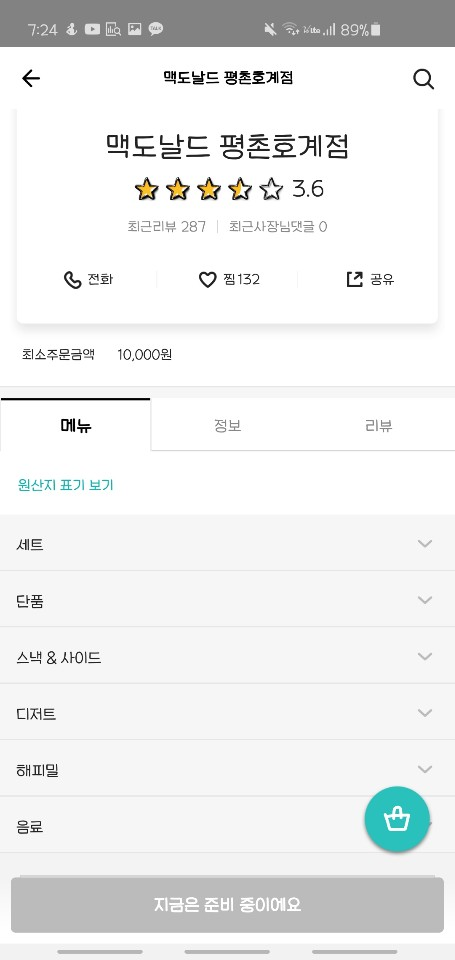 7:24 89%
맥도날드 평촌호계점
맥도날드 평촌호계점
3.6
최근리뷰 287 최근사장님댓글 0
전화 찜 132 공유
최소주문금액 10,000원
메뉴 정보 리뷰
원산지 표기 보기
세트
단품
스낵 & 사이드
디저트
해피밀
음료
지금은 준비 중이에요